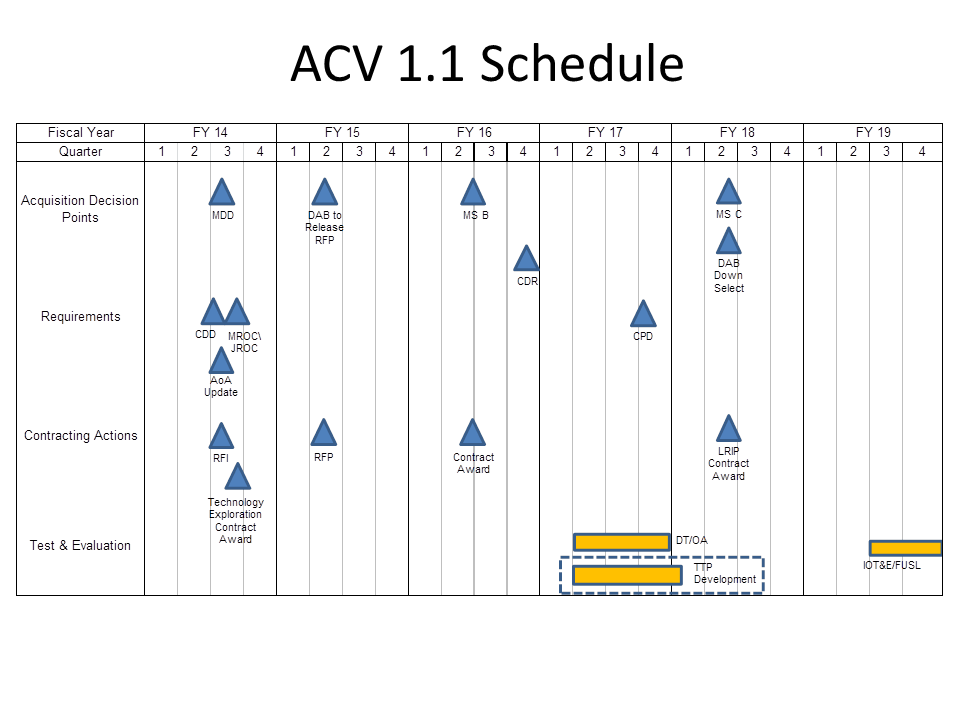 ACV 1.1 Schedule
Fiscal Year FY 14 FY 15 FY 16 FY 17 FY 18 FY 19
Quarter 1 2 3 4 1 2 3 4 1 2 3 4 1 2 3 4 1 2 3 4 1 2 3 4
Acquisition Decision
Points
MDD
DAB to
Release
RFP
MS B
CDR
MS C
DAB
Down
Select
Requirements
CDD
MROC\
JROC
AoA
Update
CPD
Contracting Actions
RFI
Technology
Exploration
Contract
Award
RFP
Contract
Award
LRIP
Contract
Award
Test & Evaluation
DT/OA
TTP
Development
IOT&E/FUSL